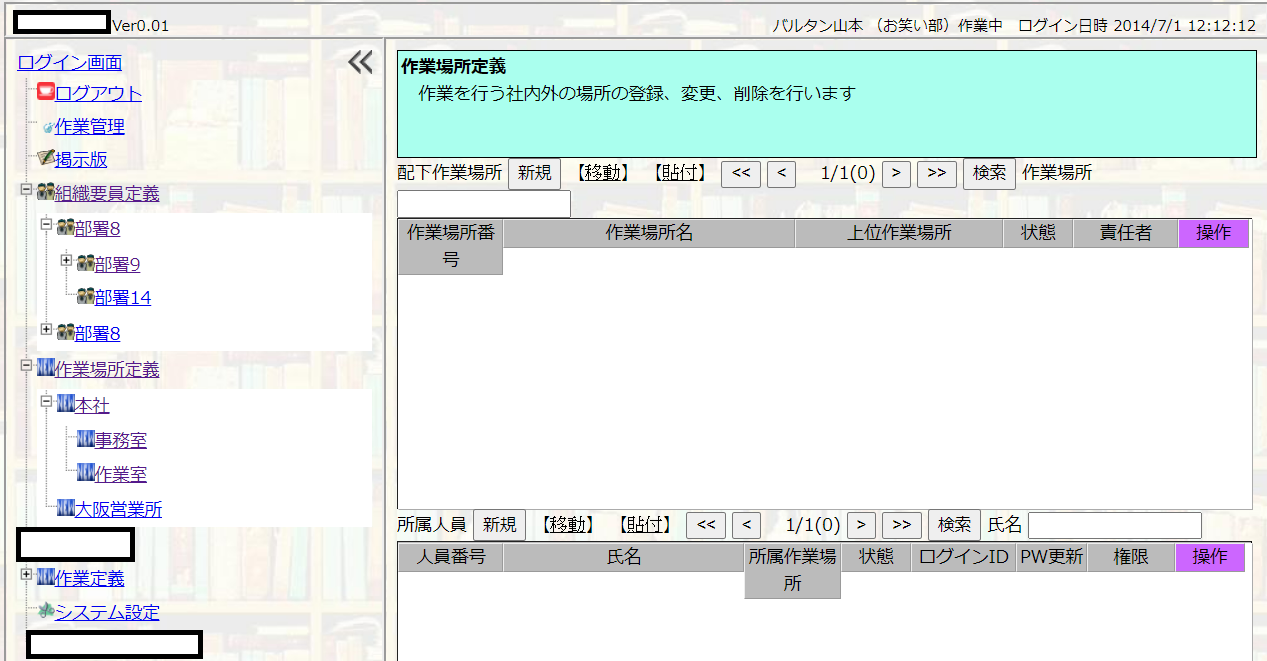 Ver0.01
バルタン山本 （お笑い部）作業中　ログイン日時 2014/7/1 12:12:12
ログイン画面
ログアウト
作業管理
掲示版
組織要員定義
部署8
部署9
部署14
部署8
作業場所定義
本社
事務室
作業室
大阪営業所
作業定義
システム設定
作業場所定義
作業を行う社内外の場所の登録、変更、削除を行います
配下作業場所 新規 【移動】 【貼付】 << < 1/1(0) > >> 検索 作業場所
作業場所番号 作業場所名 上位作業場所 状態 責任者 操作
所属人員 新規 【移動】 【貼付】 << < 1/1(0) > >> 検索 氏名
人員番号 氏名 所属作業場所 状態 ログインID PW更新 権限 操作